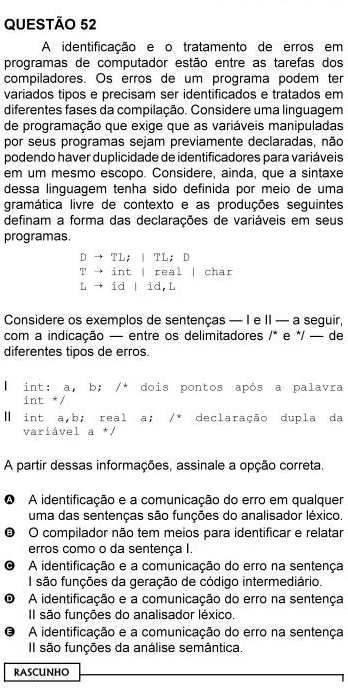 QUESTÃO 52
A identificação e o tratamento de erros em
programas de computador estão entre as tarefas dos
compiladores. Os erros de um programa podem ter
variados tipos e precisam ser identificados e tratados em
diferentes fases da compilação. Considere uma linguagem
de programação que exige que as variáveis manipuladas
por seus programas sejam previamente declaradas, não
podendo haver duplicidade de identificadores para variáveis
em um mesmo escopo. Considere, ainda, que a sintaxe
dessa linguagem tenha sido definida por meio de uma
gramática livre de contexto e as produções seguintes
definam a forma das declarações de variáveis em seus
programas.
D → TL; | TL; D
T → int | real | char
L → id | id,L
Considere os exemplos de sentenças — I e II — a seguir,
com a indicação — entre os delimitadores /* e */ — de
diferentes tipos de erros.
I int: a, b; /* dois pontos após a palavra
int */
II int a,b; real a; /* declaração dupla da
variável a */
A partir dessas informações, assinale a opção correta.
A A identificação e a comunicação do erro em qualquer
uma das sentenças são funções do analisador léxico.
B O compilador não tem meios para identificar e relatar
erros como o da sentença I.
C A identificação e a comunicação do erro na sentença
I são funções da geração de código intermediário.
D A identificação e a comunicação do erro na sentença
II são funções do analisador léxico.
E A identificação e a comunicação do erro na sentença
II são funções da análise semântica.
RASCUNHO